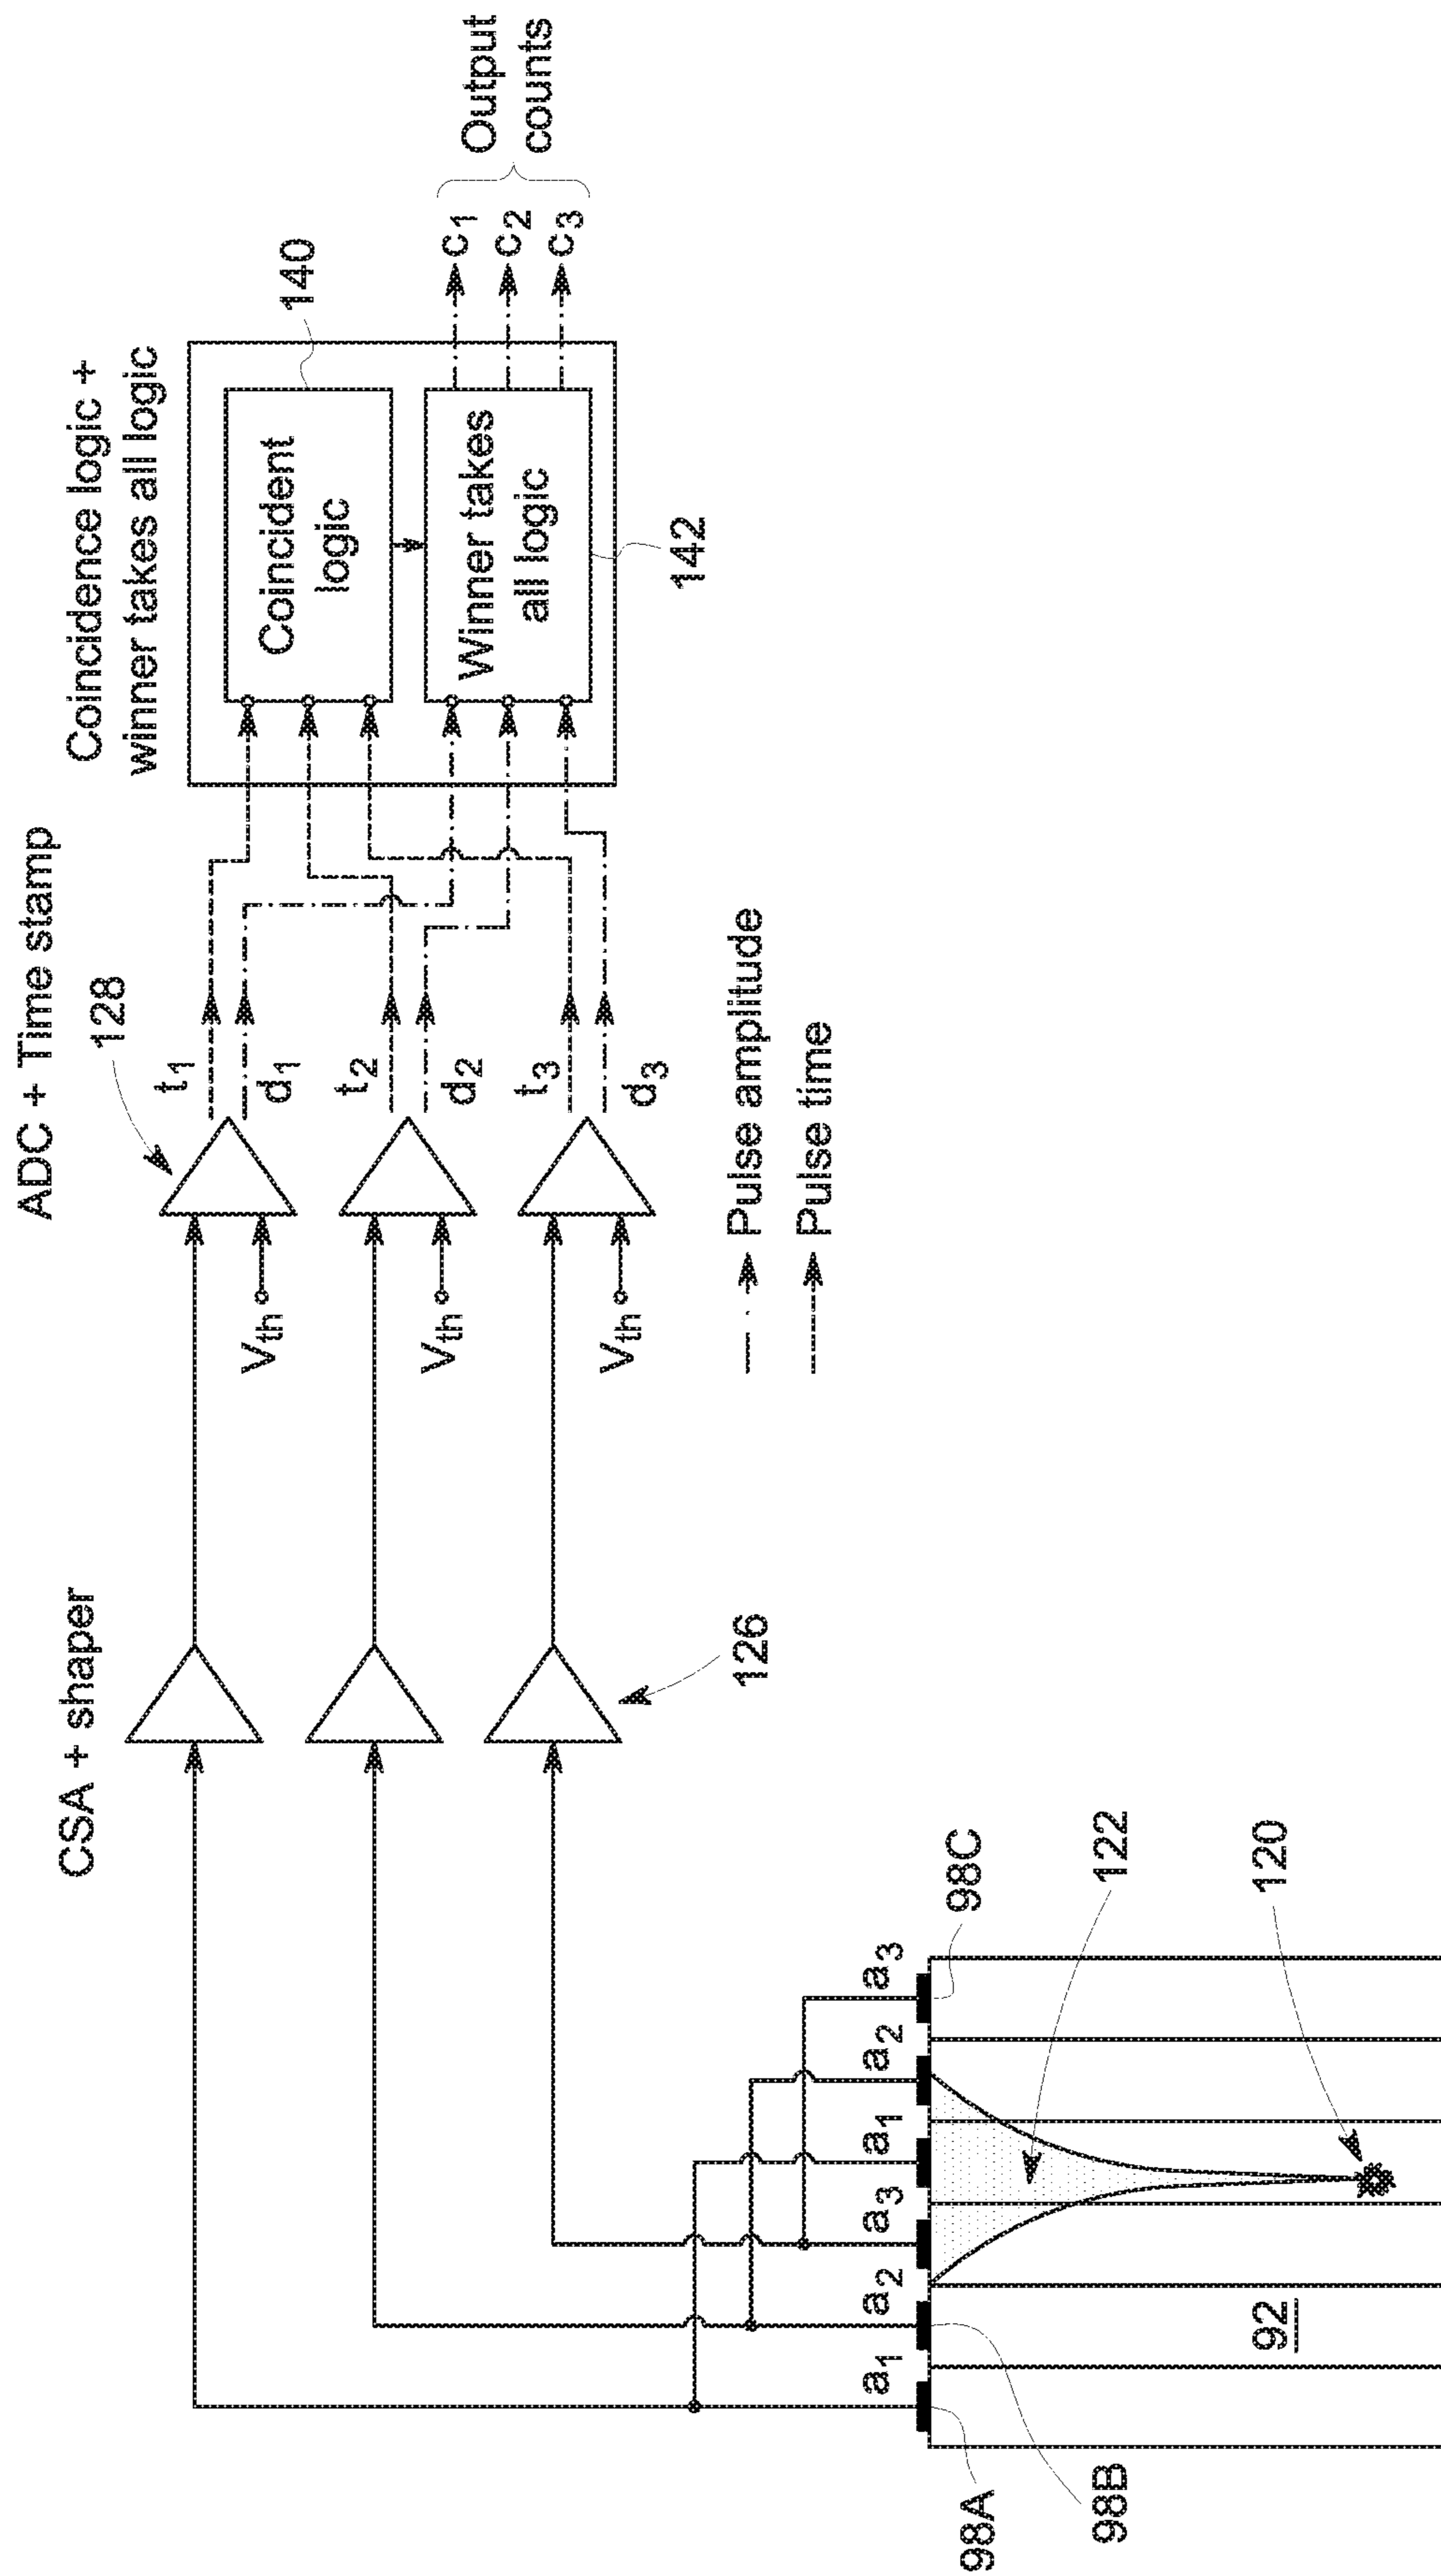 CSA + shaper
ADC + Time stamp
Coincidence logic +
winner takes all logic
128
140
t1
d1
t2
d2
t3
d3
Vth
Vth
Vth
Coincident
logic
Winner takes
all logic
142
c1
c2
c3
Output
counts
126
Pulse amplitude
Pulse time
a1
a2
a3
a1
a2
a3
98A
98B
98C
92
122
120